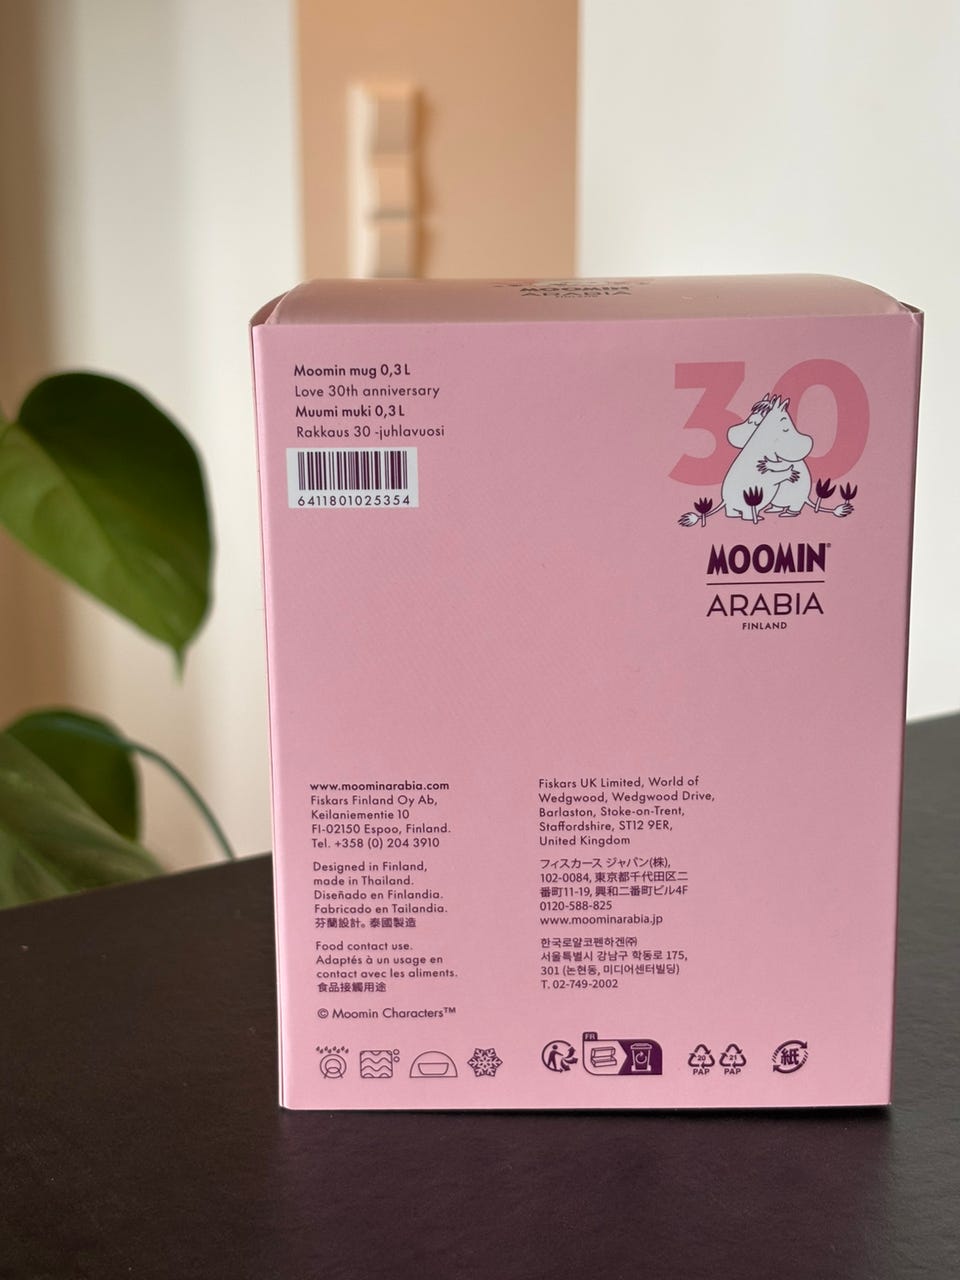 MOOMIN
ARABIA
FINLAND
Moomin mug 0,3 L
Love 30th anniversary
Muumi muki 0,3 L
Rakkaus 30 -juhlavuosi
6411801025354
30
MOOMIN®
ARABIA
FINLAND
www.moominarabia.com
Fiskars Finland Oy Ab,
Keilaniementie 10
FI-02150 Espoo, Finland.
Tel. +358 (0) 204 3910
Designed in Finland,
made in Thailand.
Diseñado en Finlandia.
Fabricado en Tailandia.
芬蘭設計。泰國製造
Food contact use.
Adaptés à un usage en
contact avec les aliments.
食品接觸用途
© Moomin Characters™
Fiskars UK Limited, World of
Wedgwood, Wedgwood Drive,
Barlaston, Stoke-on-Trent,
Staffordshire, ST12 9ER,
United Kingdom
フィスカース ジャパン(株),
102-0084, 東京都千代田区二
番町11-19, 興和二番町ビル4F
0120-588-825
www.moominarabia.jp
한국로얄코펜하겐㈜
서울특별시 강남구 학동로 175,
301 (논현동, 미디어센터빌딩)
T. 02-749-2002
FR
20
PAP
21
PAP
紙